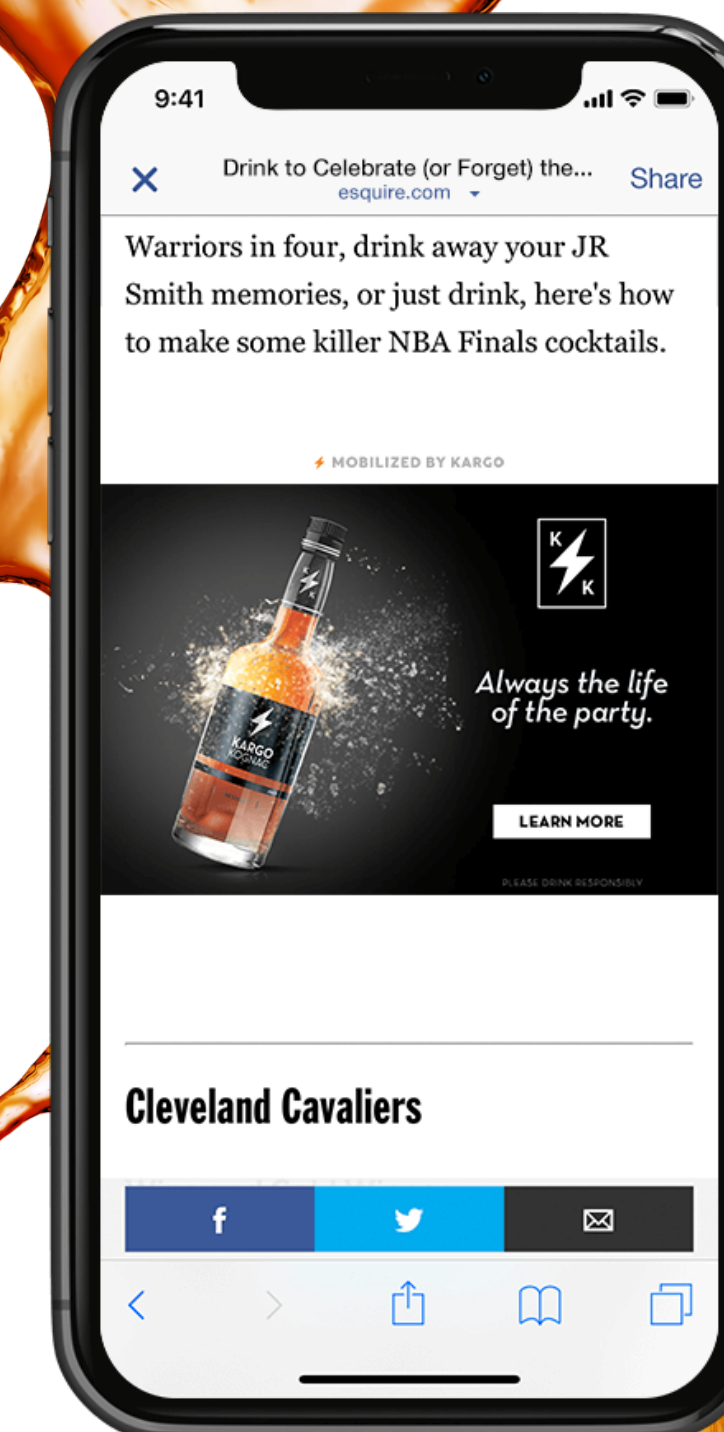 9:41
Drink to Celebrate (or Forget) the...
esquire.com
Share
Warriors in four, drink away your JR
Smith memories, or just drink, here's how
to make some killer NBA Finals cocktails.
MOBILIZED BY KARGO
K
K
K
K
Always the life
of the party.
KARGO
KOGNAC
LEARN MORE
PLEASE DRINK RESPONSIBLY
Cleveland Cavaliers
f